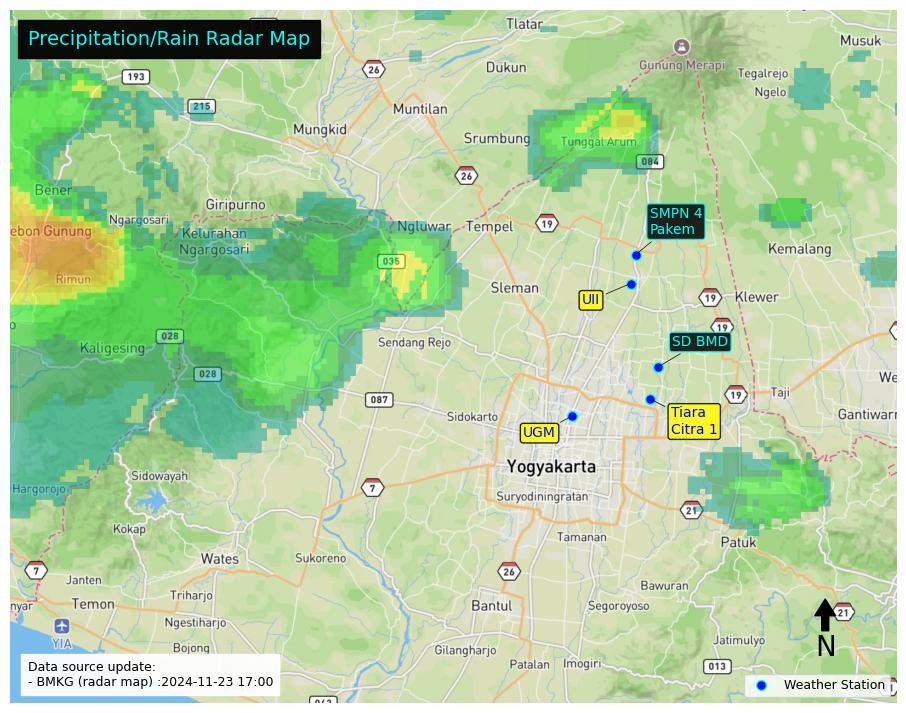 Precipitation/Rain Radar Map
Tlatar
Musuk
26
Dukun
Gunung Merapi
Tegalrejo
193
Ngelo
215
Muntilan
Mungkid
Srumbung
Tunggal Arum
084
26
Bener
Giripurno
Ngargosari
SMPN 4
Pakem
Ngluwar
Tempel
19
ebon Gunung
Kelurahan
Ngargosari
Kemalang
035
Rimun
Sleman
UII
19
Klewer
19
028
Kaligesing
Sendang Rejo
SD BMD
028
We
087
19
Taji
Sidokarto
Tiara
Citra 1
Gantiwarn
UGM
Yogyakarta
Sidowayah
Hargorojo
7
Suryodiningratan
21
Kokap
Tamanan
Patuk
Wates
Sukoreno
7
26
Janten
Bawuran
Triharjo
nyar
Temon
Bantul
Segoroyoso
21
Ngestiharjo
YIA
Jatimulyo
N
Bojong
Gilangharjo
Patalan
Imogiri
013
Data source update:
- BMKG (radar map) :2024-11-23 17:00
Weather Station